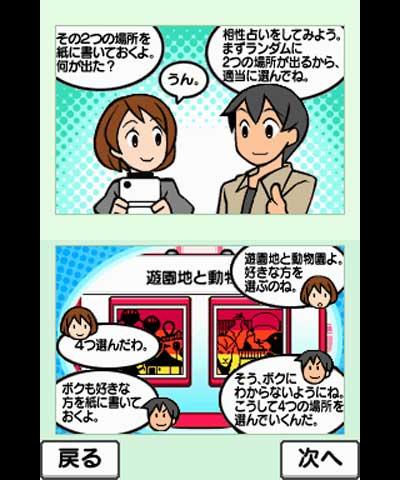 相性占いをしてみよう。
まずランダムに
2つの場所が出るから、
適当に選んでね。
その2つの場所を
紙に書いておくよ。
何が出た?
うん。
遊園地と動物
遊園地と動物園よ。
好きな方を
選ぶのね。
4つ選んだわ。
そう、ボクに
わからないようにね。
こうして4つの場所を
選んでいくんだ。
ボクも好きな
方を紙に書いて
おくよ。
戻る
次へ